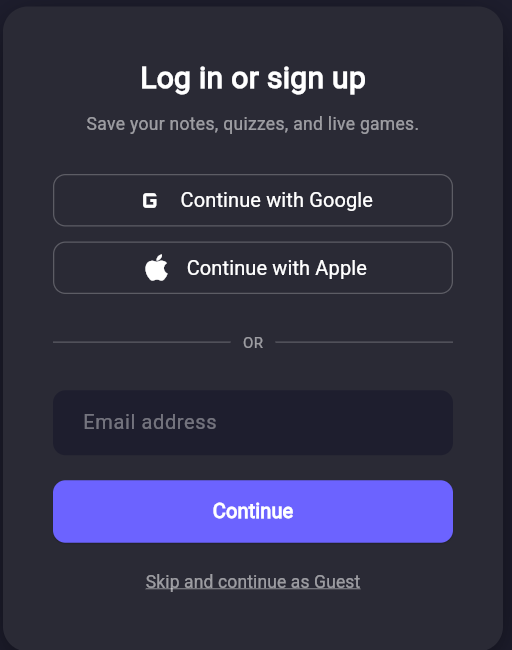 Log in or sign up
Save your notes, quizzes, and live games.
G Continue with Google
Continue with Apple
OR
Email address
Continue
Skip and continue as Guest